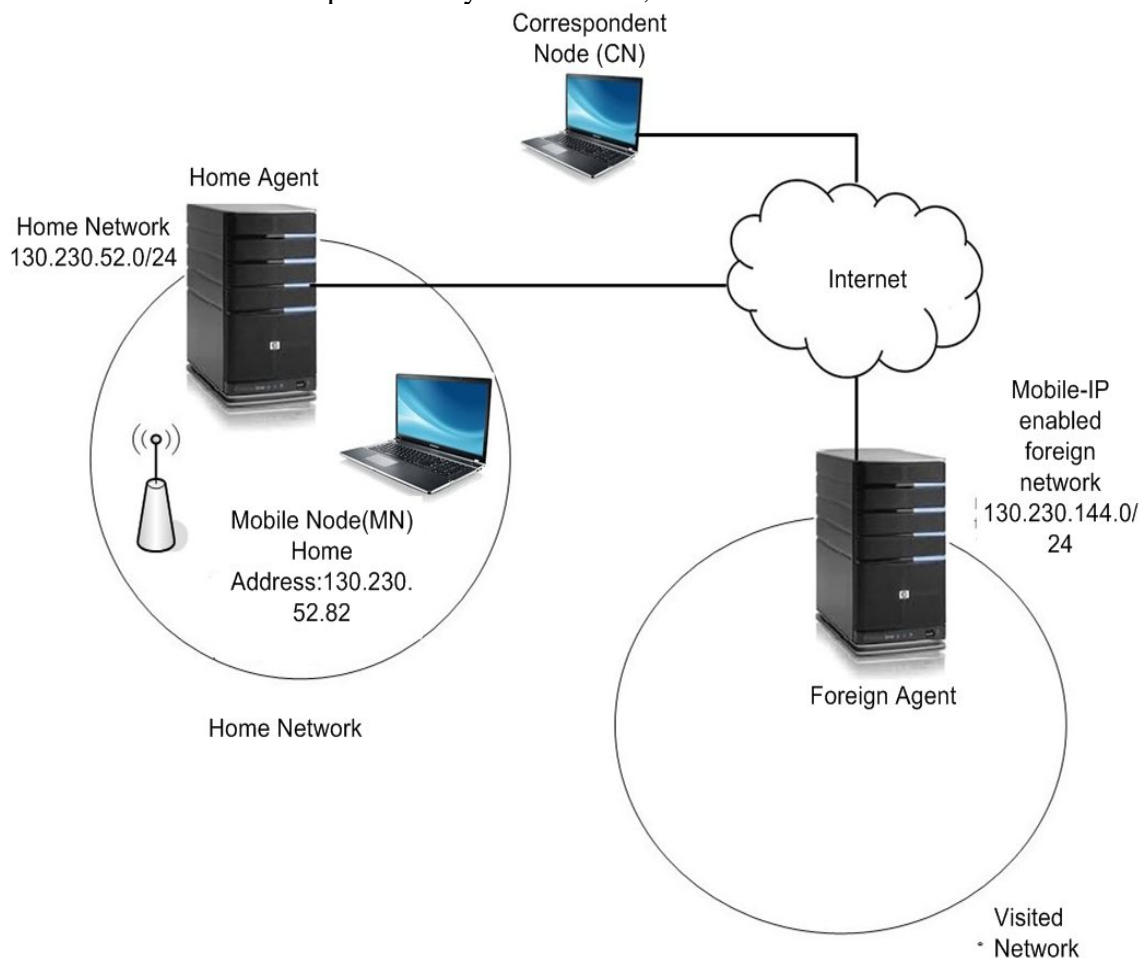 Correspondent
Node (CN)
Home Agent
Home Network
130.230.52.0/24
Internet
Mobile-IP
enabled
foreign
network
130.230.144.0/
24
Mobile Node(MN)
Home
Address:130.230.
52.82
Foreign Agent
Home Network
Visited
Network